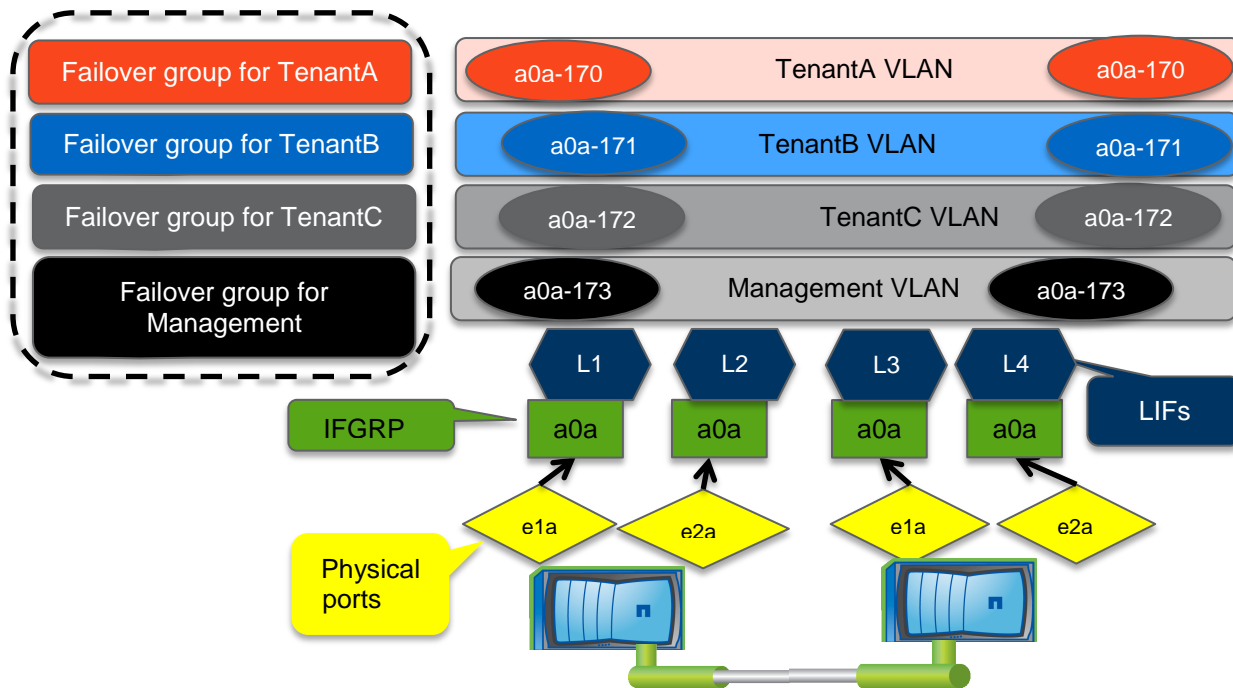 Failover group for TenantA
a0a-170
TenantA VLAN
a0a-170
Failover group for TenantB
a0a-171
TenantB VLAN
a0a-171
Failover group for TenantC
a0a-172
TenantC VLAN
a0a-172
Failover group for
Management
a0a-173
Management VLAN
a0a-173
L1
L2
L3
L4
LIFs
IFGRP
a0a
a0a
a0a
a0a
e1a
e2a
e1a
e2a
Physical
ports